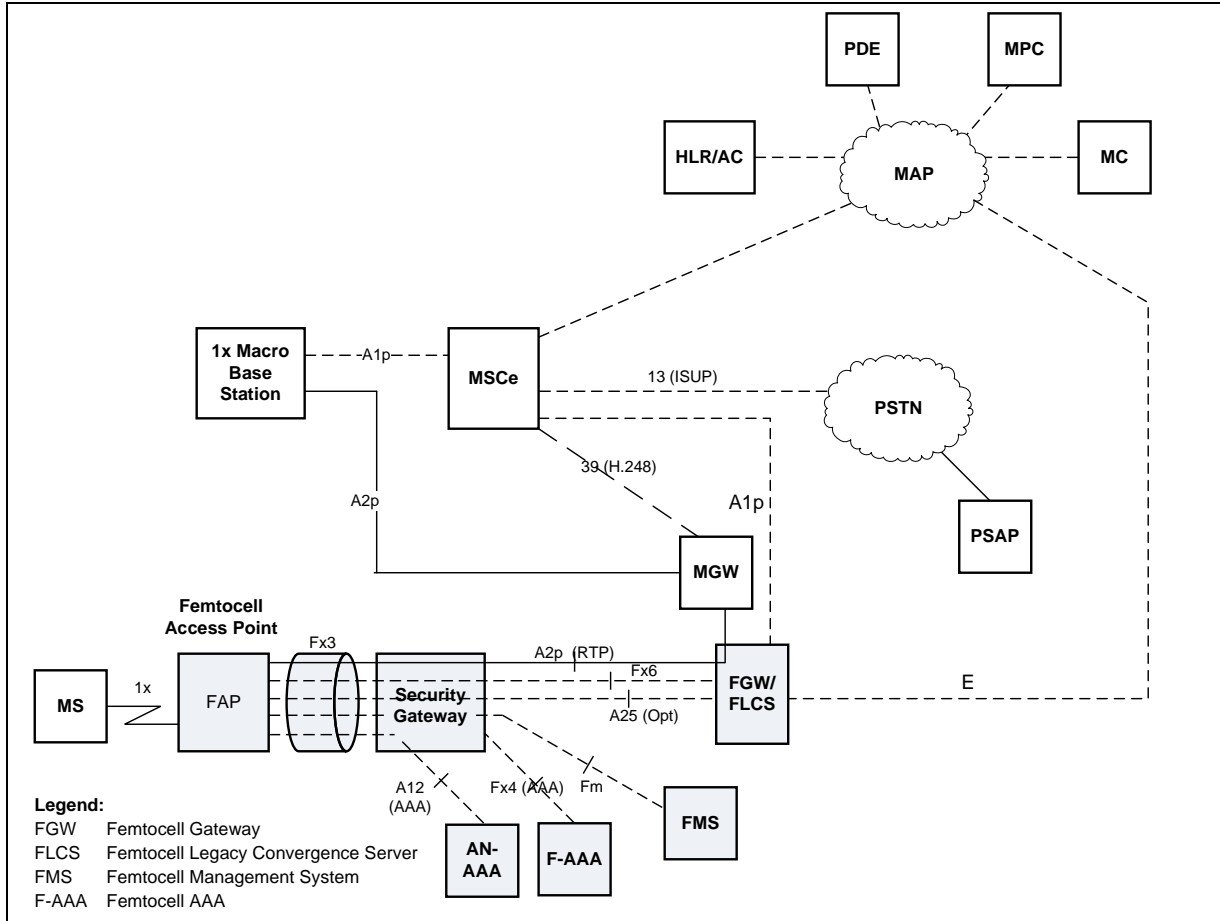 PDE
MPC
HLR/AC
MAP
MC
1x Macro
Base
Station
A1p
MSCe
13 (ISUP)
PSTN
39 (H.248)
A2p
A1p
PSAP
MGW
Femtocell
Access Point
Fx3
A2p (RTP)
Fx6
MS
1x
FAP
Security
Gateway
FGW/
FLCS
E
A25 (Opt)
A12
(AAA)
Fx4 (AAA)
Fm
FMS
AN-
AAA
F-AAA
Legend:
FGW Femtocell Gateway
FLCS Femtocell Legacy Convergence Server
FMS Femtocell Management System
F-AAA Femtocell AAA